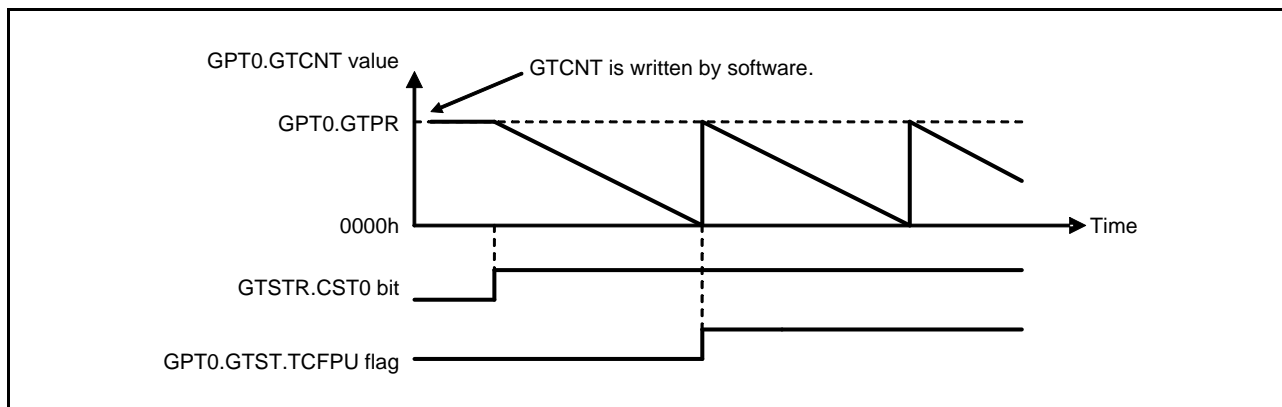 GPT0.GTCNT value
GTCNT is written by software.
GPT0.GTPR
0000h
Time
GTSTR.CST0 bit
GPT0.GTST.TCFPU flag